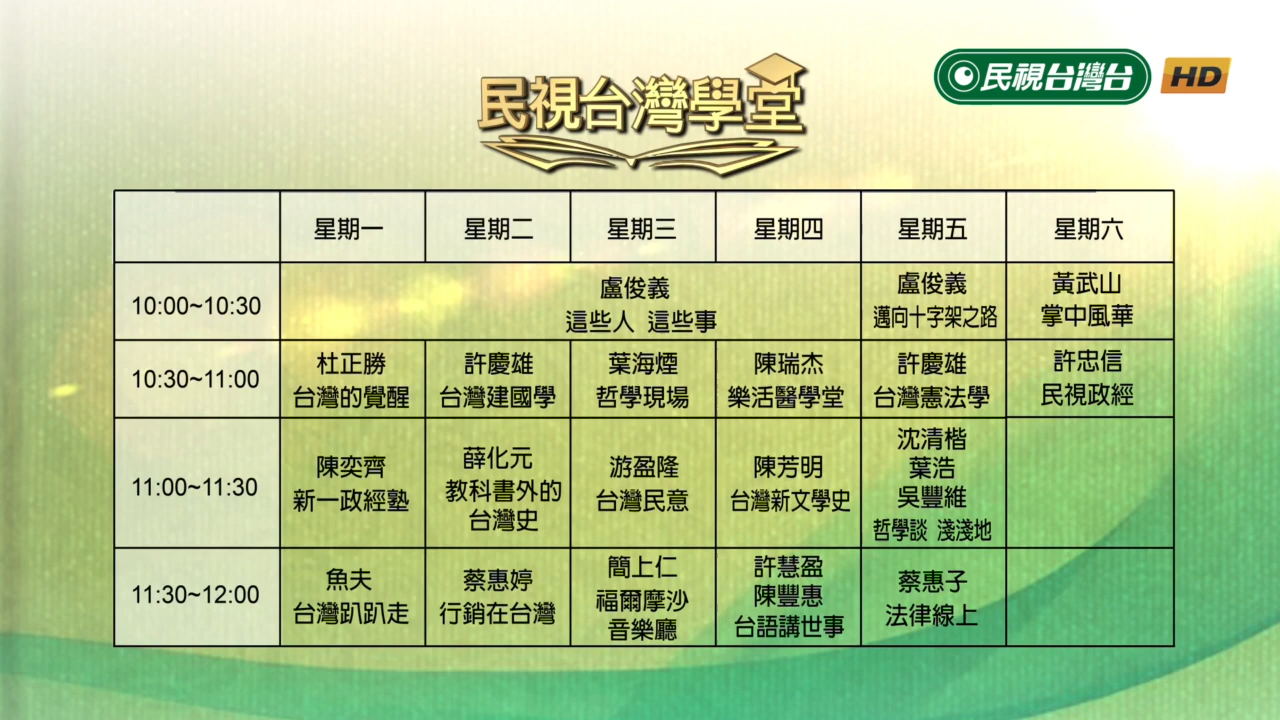 民視台灣學堂
民視台灣台 HD
星期一 星期二 星期三 星期四 星期五 星期六
10:00~10:30
盧俊義
這些人 這些事
盧俊義
邁向十字架之路
黃武山
掌中風華
10:30~11:00
杜正勝
台灣的覺醒
許慶雄
台灣建國學
葉海煙
哲學現場
陳瑞杰
樂活醫學堂
許慶雄
台灣憲法學
許忠信
民視政經
11:00~11:30
陳奕齊
新一政經塾
薛化元
教科書外的
台灣史
游盈隆
台灣民意
陳芳明
台灣新文學史
沈清楷
葉浩
吳豐維
哲學談 淺淺地
11:30~12:00
魚夫
台灣趴趴走
蔡惠婷
行銷在台灣
簡上仁
福爾摩沙
音樂廳
許慧盈
陳豐惠
台語講世事
蔡惠子
法律線上